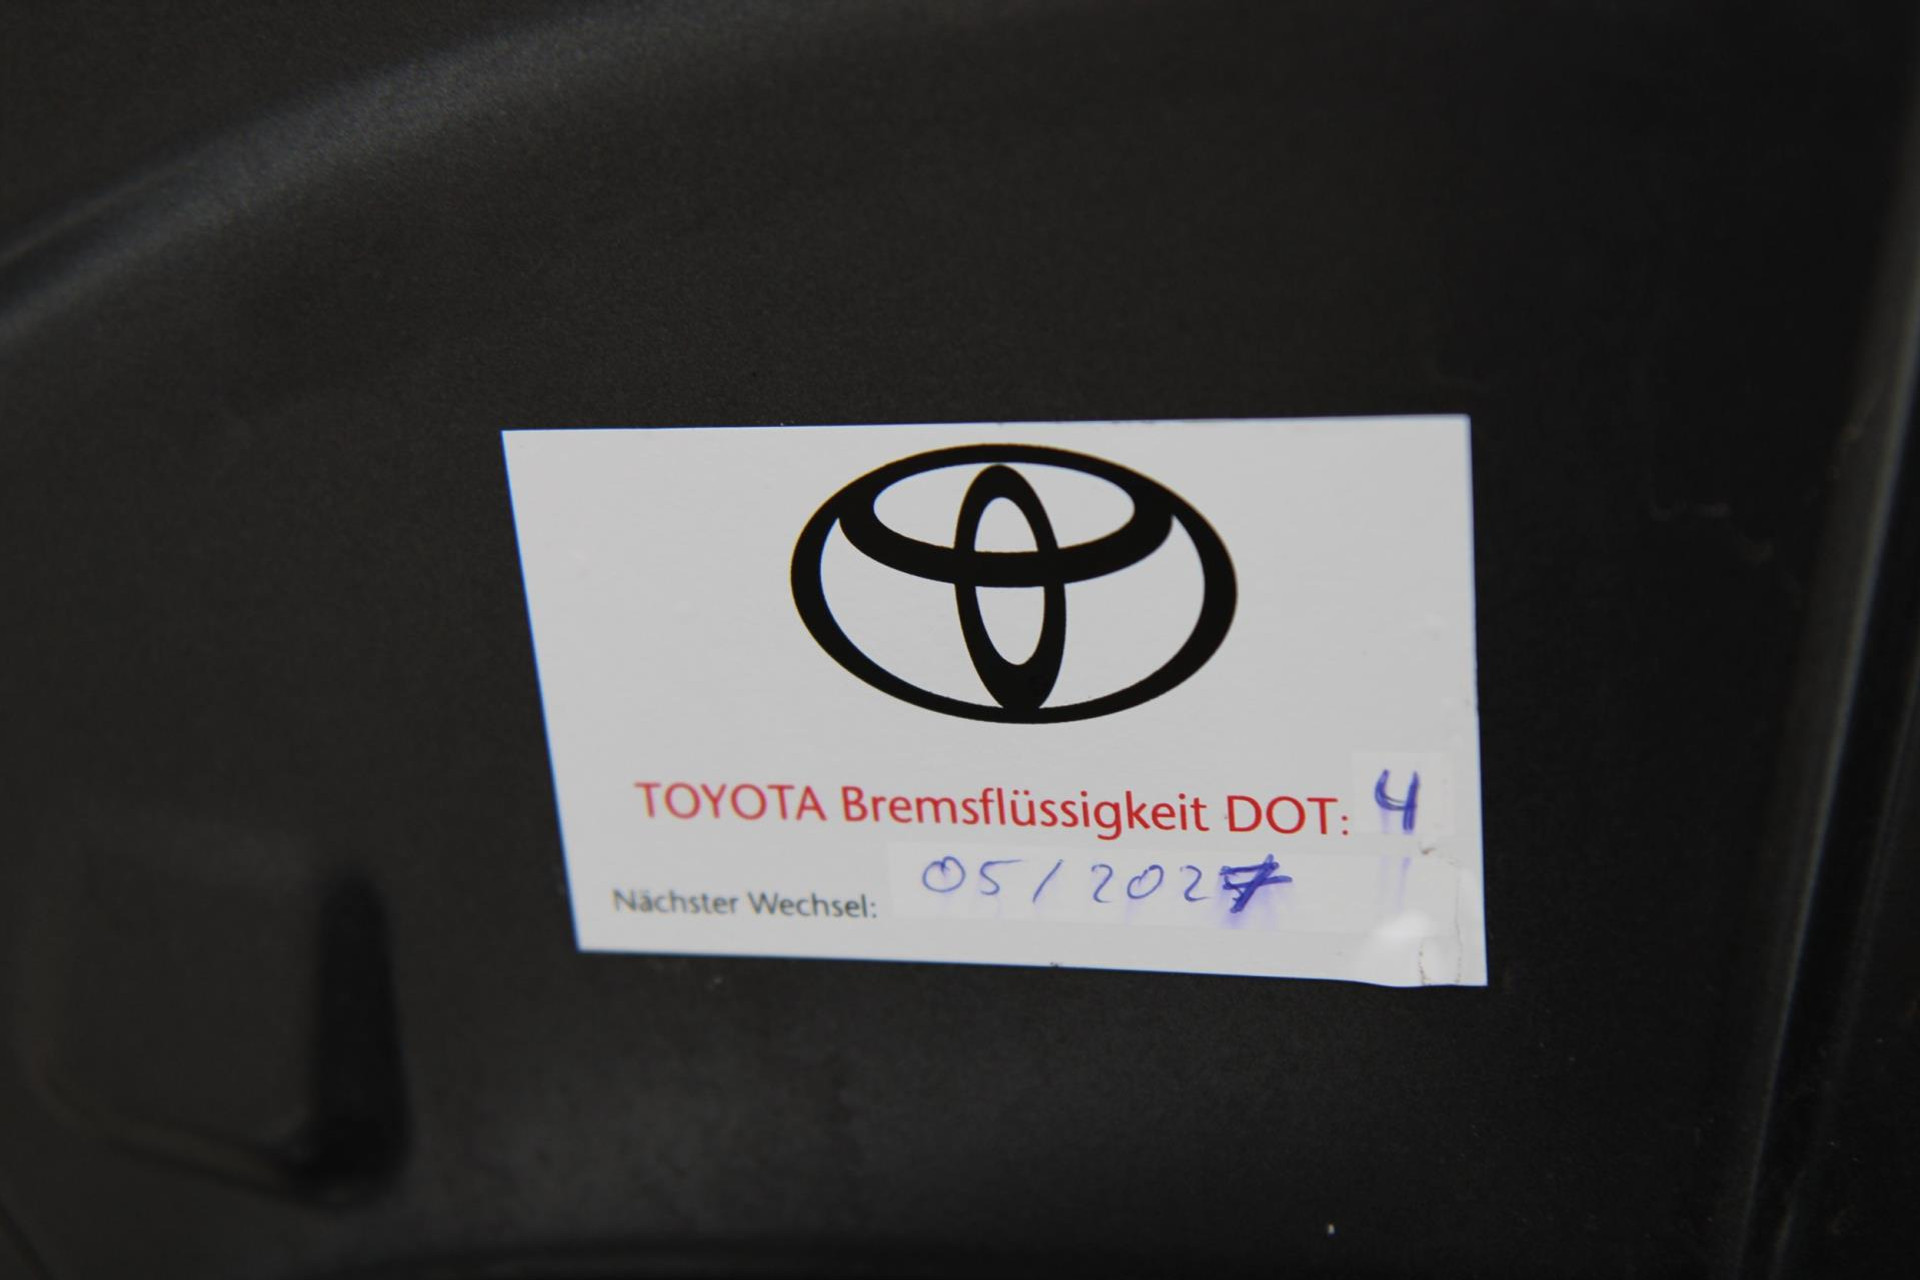 TOYOTA Bremsflüssigkeit DOT: 4
Nächster Wechsel: 05/2027